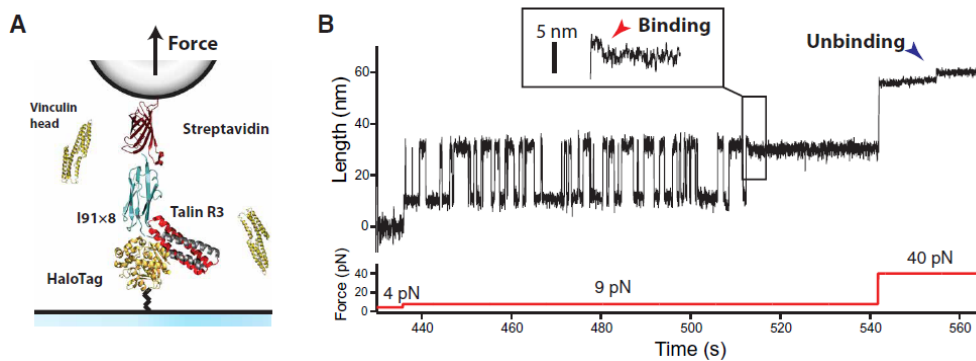 A
Force
Vinculin
head
Streptavidin
I91×8
Talin R3
HaloTag
B
5 nm
Binding
Unbinding
Length (nm)
60
40
20
0
Force (pN)
40
20
0
4 pN
9 pN
40 pN
440
460
480
500
520
540
560
Time (s)